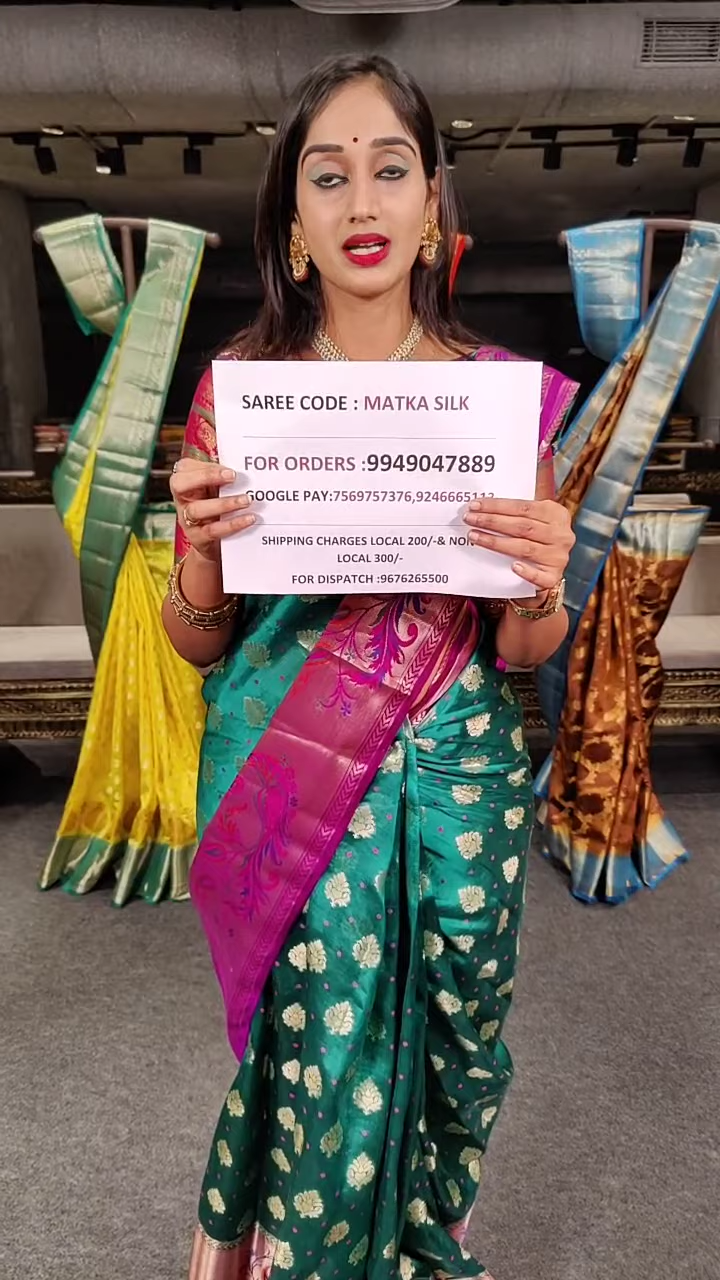 SAREE CODE : MATKA SILK
FOR ORDERS :9949047889
GOOGLE PAY:7569757376,9246665113
SHIPPING CHARGES LOCAL 200/-& NON
LOCAL 300/-
FOR DISPATCH :9676265500